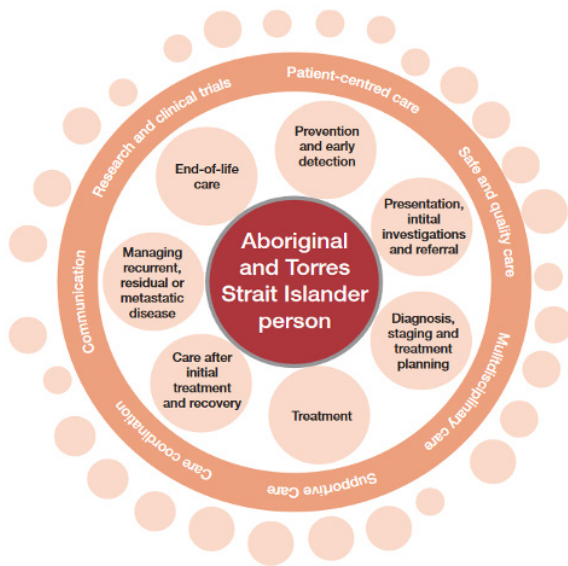 Aboriginal
and Torres
Strait Islander
person
Prevention
and early
detection
Presentation,
intital
investigations
and referral
Diagnosis,
staging and
treatment
planning
Treatment
Care after
initial
treatment
and recovery
Managing
recurrent,
residual or
metastatic
disease
End-of-life
care
Patient-centred care
Safe and quality care
Mulitdisciplinary care
Supportive Care
Care coordination
Communication
Research and clinical trials